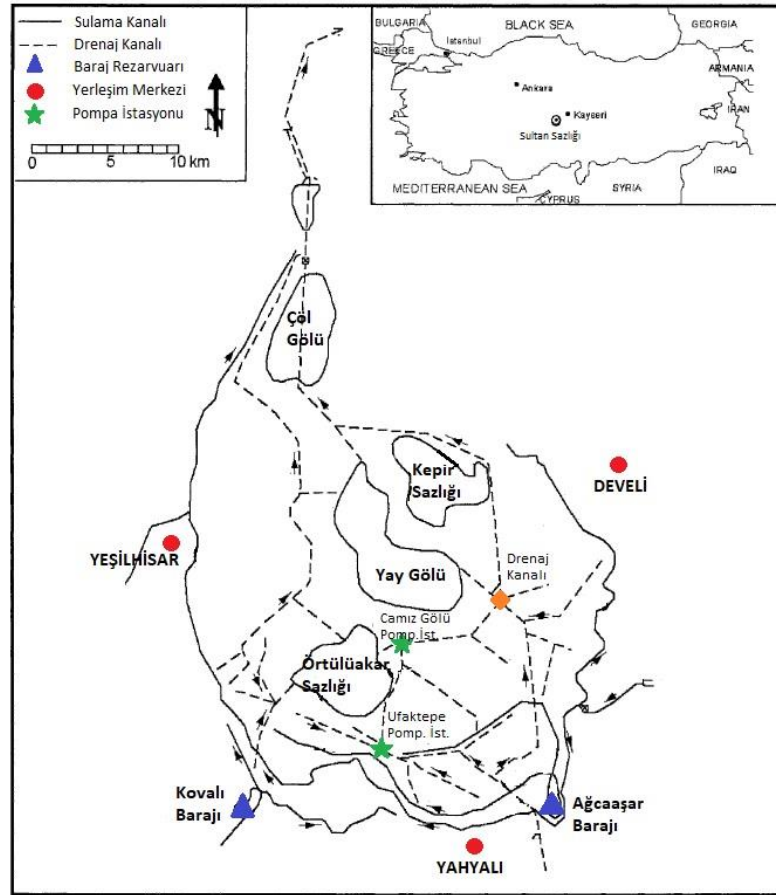 Sulama Kanalı
Drenaj Kanalı
Baraj Rezarvuarı
Yerleşim Merkezi
Pompa İstasyonu
N
0 5 10 km
BULGARIA
BLACK SEA
GEORGIA
GREECE
İstanbul
ARMANIA
Ankara
Kayseri
IRAN
Sultan Sazlığı
MEDITERRANEAN SEA
SYRIA
IRAQ
CYPRUS
Çöl
Gölü
Kepir
Sazlığı
DEVELİ
YEŞİLHİSAR
Yay Gölü
Drenaj
Kanalı
Camız Gölü
Pomp.İst.
Örtülüakar
Sazlığı
Ufaktepe
Pomp. İst.
Kovalı
Barajı
Ağcaaşar
Barajı
YAHYALI